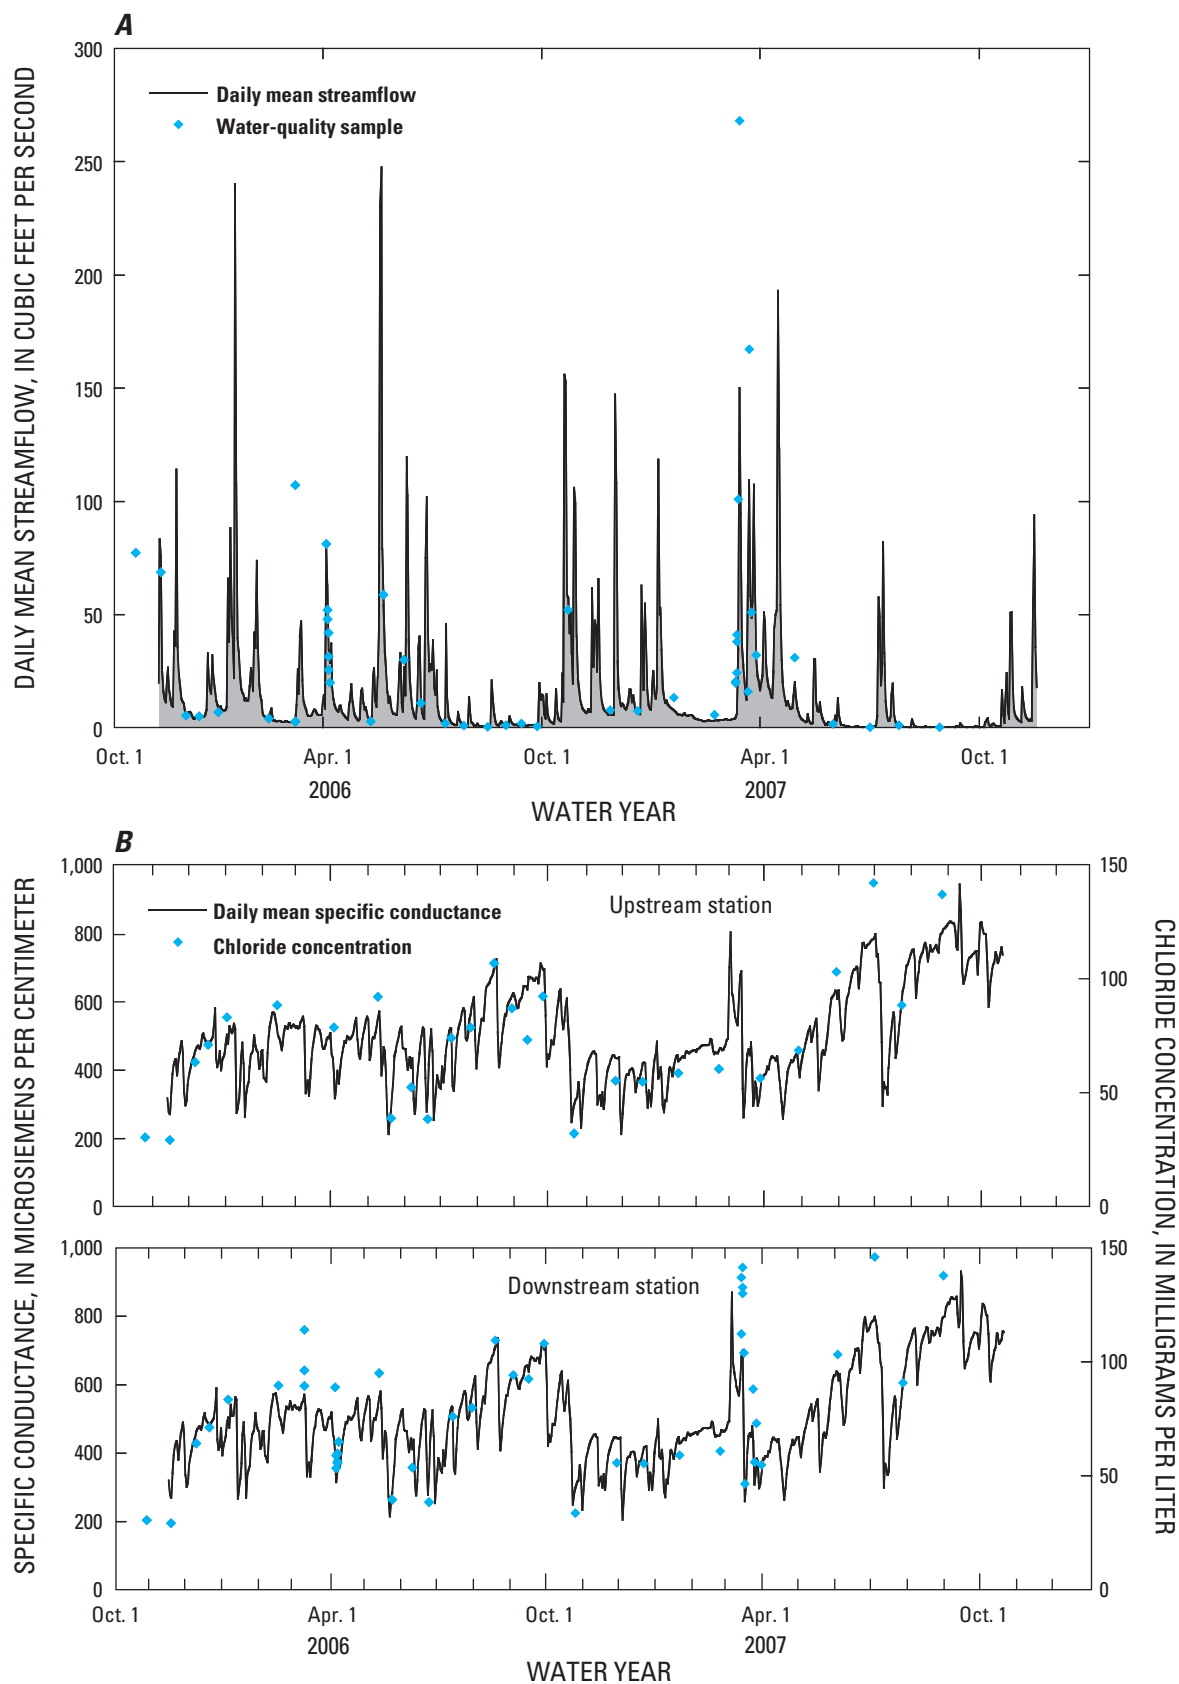 A
300
250
200
150
100
50
0
DAILY MEAN STREAMFLOW, IN CUBIC FEET PER SECOND
Daily mean streamflow
Water-quality sample
Oct. 1 Apr. 1 Oct. 1 Apr. 1 Oct. 1
2006 2007
WATER YEAR
B
SPECIFIC CONDUCTANCE, IN MICROSIEMENS PER CENTIMETER
CHLORIDE CONCENTRATION, IN MILLIGRAMS PER LITER
1,000
800
600
400
200
0
150
100
50
0
Daily mean specific conductance
Chloride concentration
Upstream station
1,000
800
600
400
200
0
150
100
50
0
Downstream station
Oct. 1 Apr. 1 Oct. 1 Apr. 1 Oct. 1
2006 2007
WATER YEAR